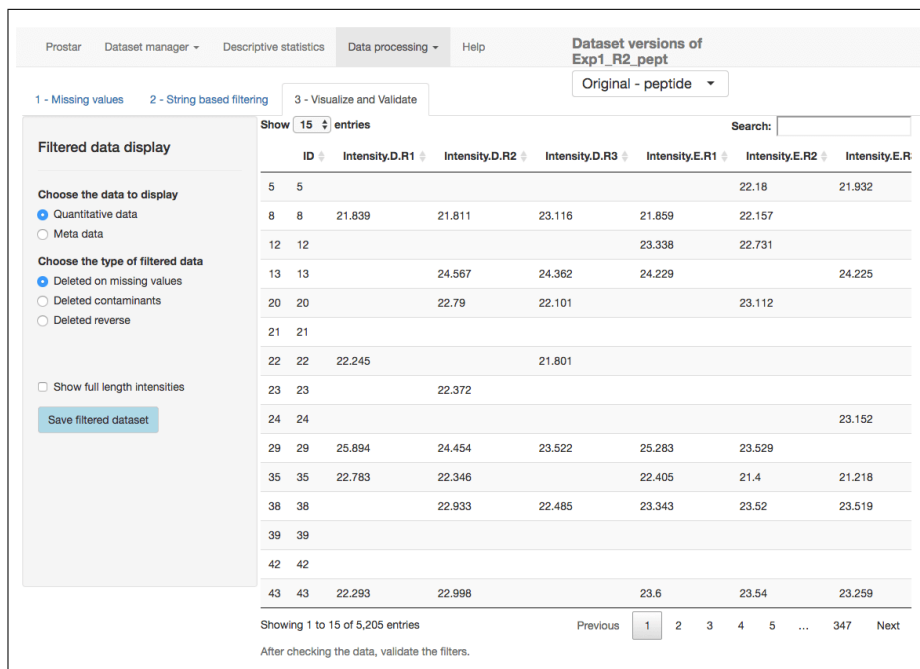 Prostar Dataset manager Descriptive statistics Data processing Help
Dataset versions of
Exp1_R2_pept
Original - peptide
1 - Missing values 2 - String based filtering 3 - Visualize and Validate
Filtered data display
Choose the data to display
Quantitative data
Meta data
Choose the type of filtered data
Deleted on missing values
Deleted contaminants
Deleted reverse
Show full length intensities
Save filtered dataset
Show 15 entries Search:
ID Intensity.D.R1 Intensity.D.R2 Intensity.D.R3 Intensity.E.R1 Intensity.E.R2 Intensity.E.R3
5 5 22.18 21.932
8 8 21.839 21.811 23.116 21.859 22.157
12 12 23.338 22.731
13 13 24.567 24.362 24.229 24.225
20 20 22.79 22.101 23.112
21 21
22 22 22.245 21.801
23 23 22.372
24 24 23.152
29 29 25.894 24.454 23.522 25.283 23.529
35 35 22.783 22.346 22.405 21.4 21.218
38 38 22.933 22.485 23.343 23.52 23.519
39 39
42 42
43 43 22.293 22.998 23.6 23.54 23.259
Showing 1 to 15 of 5,205 entries Previous 1 2 3 4 5 ... 347 Next
After checking the data, validate the filters.